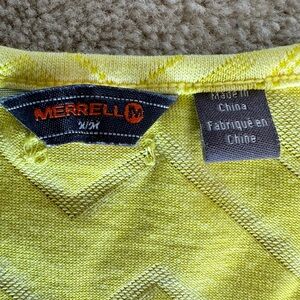 MERRELL M
M/M
Made in
China
Fabriqué en
Chine